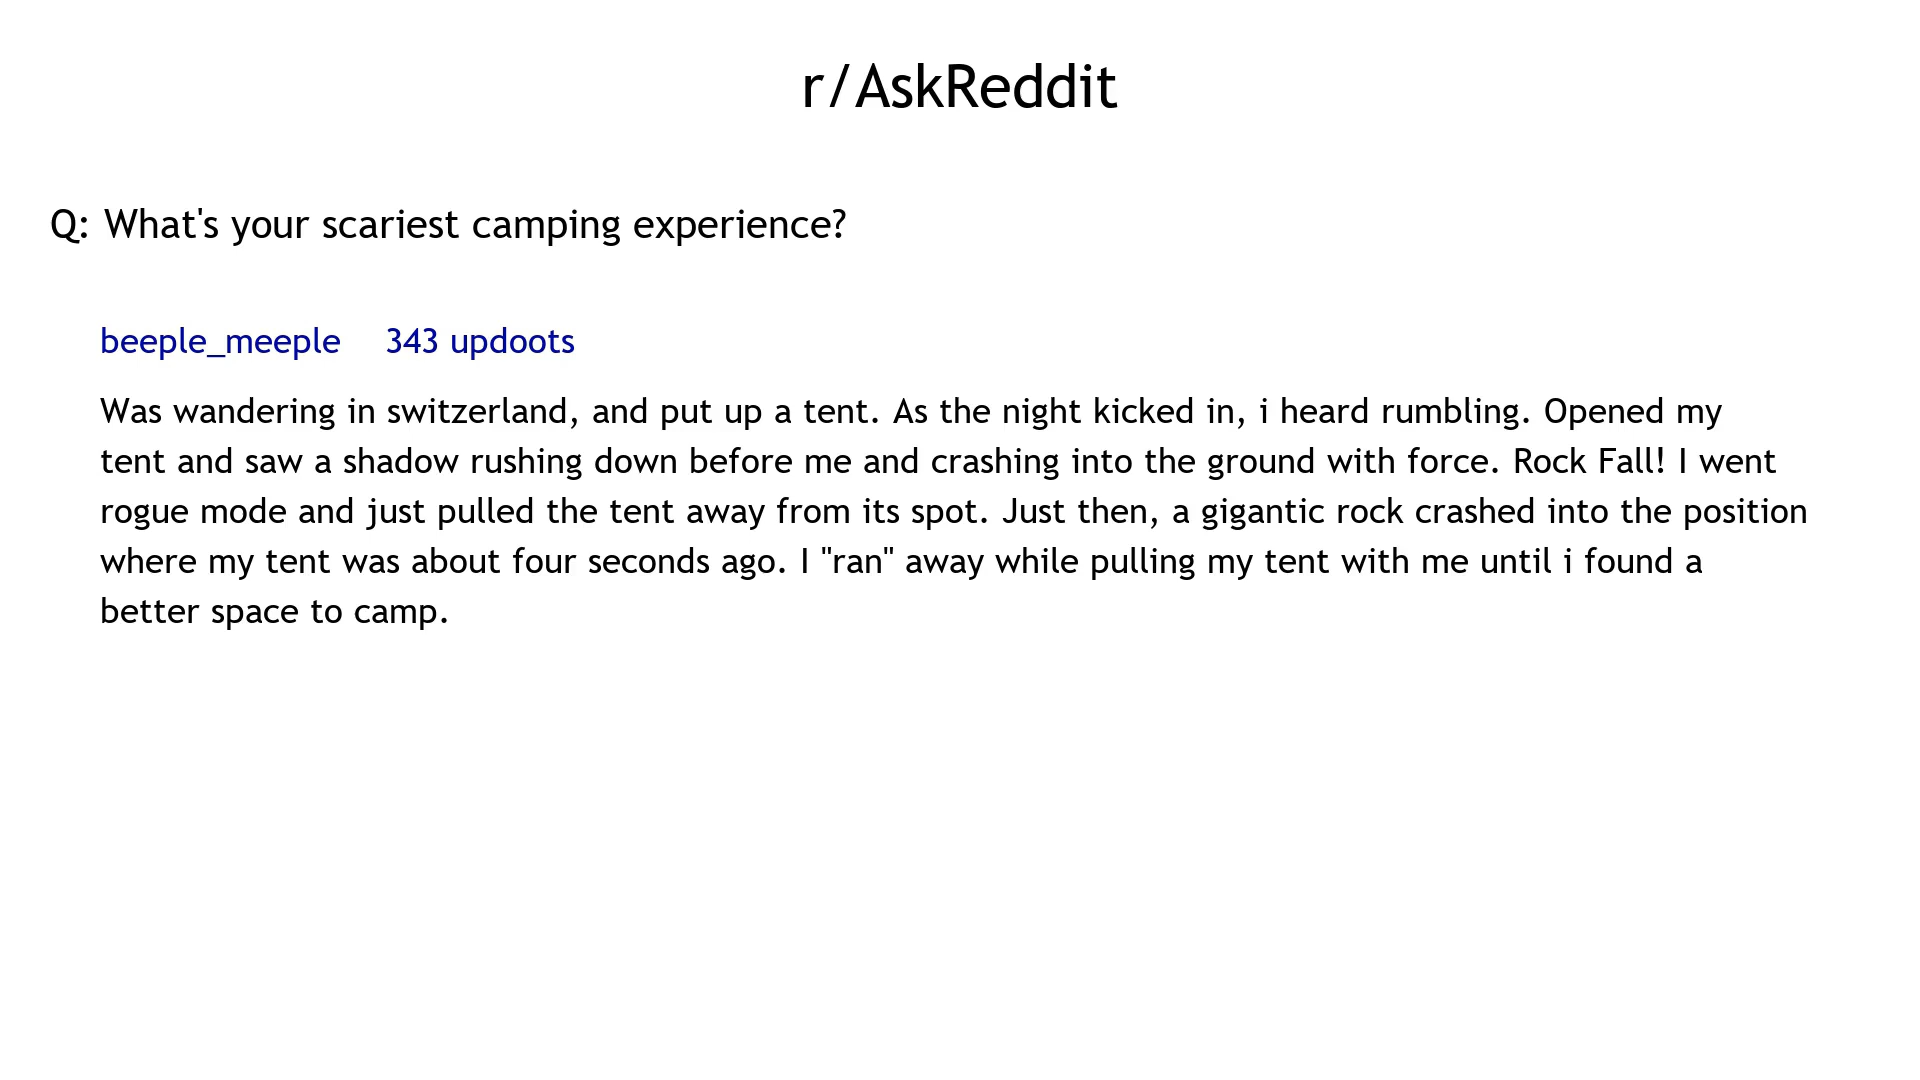 r/AskReddit
Q: What's your scariest camping experience?
beeple_meeple 343 updoots
Was wandering in switzerland, and put up a tent. As the night kicked in, i heard rumbling. Opened my
tent and saw a shadow rushing down before me and crashing into the ground with force. Rock Fall! I went
rogue mode and just pulled the tent away from its spot. Just then, a gigantic rock crashed into the position
where my tent was about four seconds ago. I "ran" away while pulling my tent with me until i found a
better space to camp.